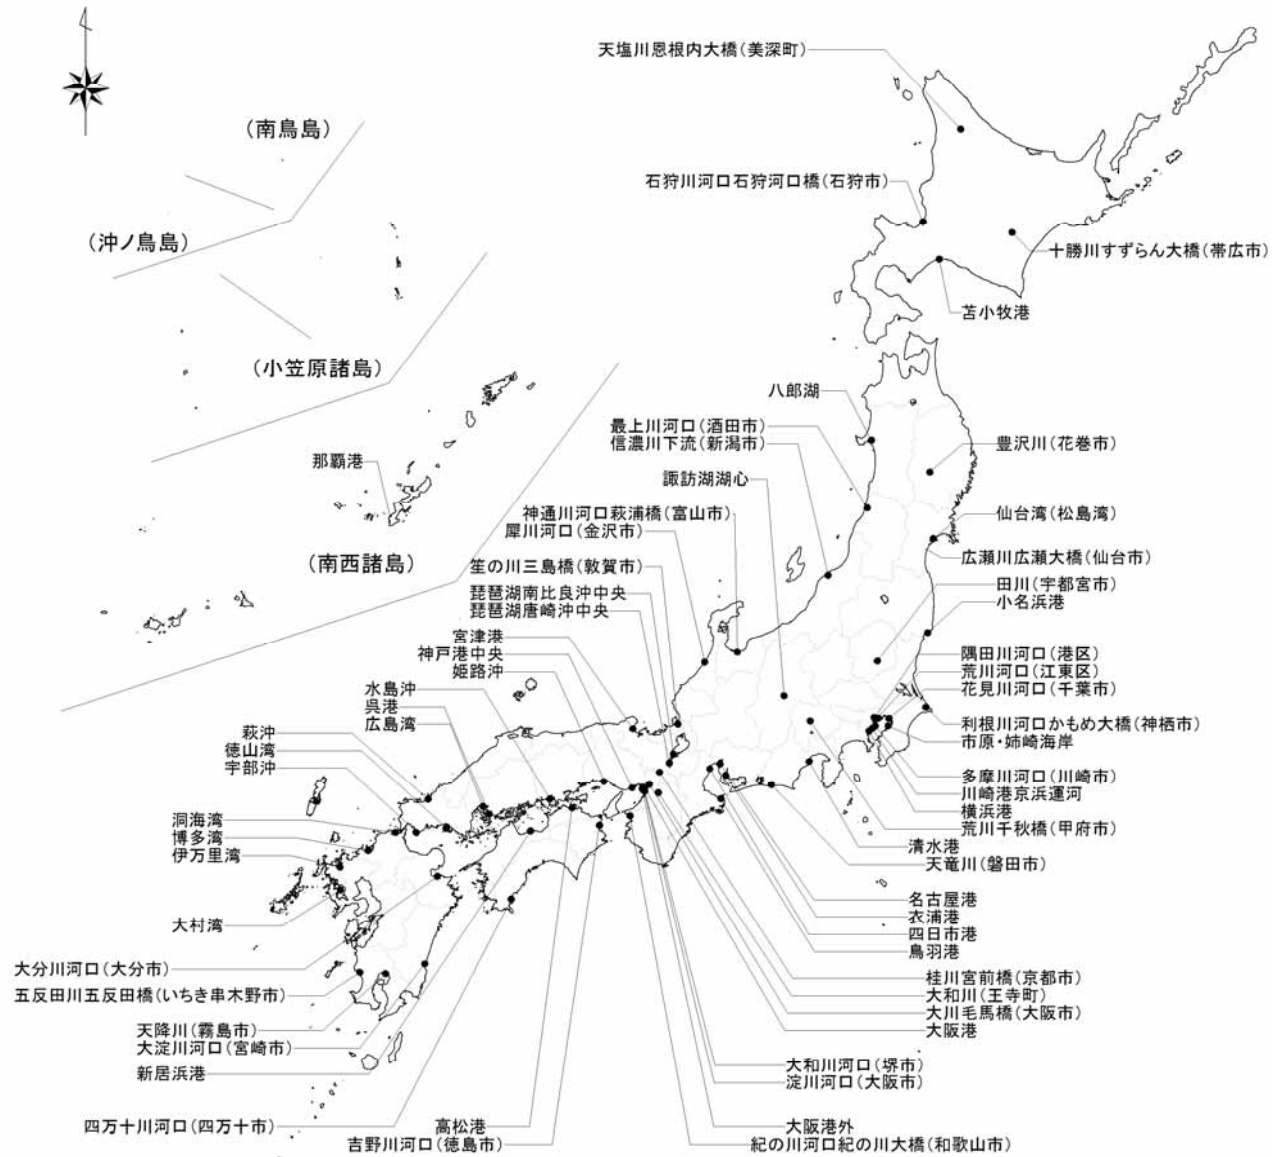 天塩川恩根内大橋(美深町)
(南鳥島)
石狩川河口石狩河口橋(石狩市)
(沖ノ鳥島)
十勝川すずらん大橋(帯広市)
苫小牧港
(小笠原諸島)
八郎湖
最上川河口(酒田市)
信濃川下流(新潟市)
豊沢川(花巻市)
那覇港
諏訪湖湖心
神通川河口萩浦橋(富山市)
仙台湾(松島湾)
犀川河口(金沢市)
広瀬川広瀬大橋(仙台市)
(南西諸島)
笙の川三島橋(敦賀市)
田川(宇都宮市)
琵琶湖南比良沖中央
小名浜港
琵琶湖唐崎沖中央
宮津港
神戸港中央
隅田川河口(港区)
姫路沖
荒川河口(江東区)
水島沖
花見川河口(千葉市)
呉港
広島湾
利根川河口かもめ大橋(神栖市)
萩沖
市原・姉崎海岸
徳山湾
宇部沖
多摩川河口(川崎市)
川崎港京浜運河
横浜港
洞海湾
荒川千秋橋(甲府市)
博多湾
清水港
伊万里湾
天竜川(磐田市)
名古屋港
大村湾
衣浦港
四日市港
鳥羽港
大分川河口(大分市)
桂川宮前橋(京都市)
五反田川五反田橋(いちき串木野市)
大和川(王寺町)
大川毛馬橋(大阪市)
天降川(霧島市)
大阪港
大淀川河口(宮崎市)
大和川河口(堺市)
新居浜港
淀川河口(大阪市)
四万十川河口(四万十市)
高松港
大阪港外
吉野川河口(徳島市)
紀の川河口紀の川大橋(和歌山市)